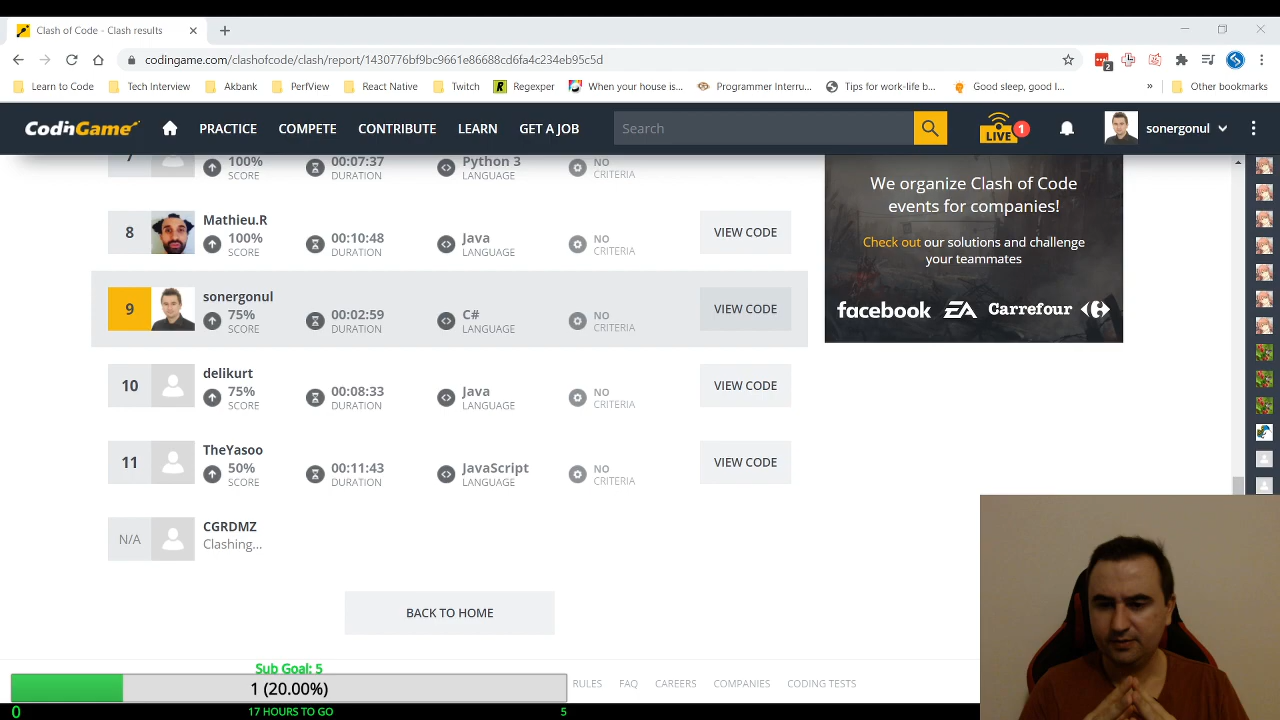 Clash of Code - Clash results
codingame.com/clashofcode/clash/report/1430776bf9bc9661e86688cd6fa4c234eb95c5d
2
Learn to Code
Tech Interview
Akbank
PerfView
React Native
Twitch
Regexper
When your house is...
Programmer Interru...
Tips for work-life b...
Good sleep, good l...
»
Other bookmarks
CodinGame
PRACTICE
COMPETE
CONTRIBUTE
LEARN
GET A JOB
Search
LIVE
1
sonergonul
7
100%
SCORE
00:07:37
DURATION
Python 3
LANGUAGE
NO
CRITERIA
8
Mathieu.R
100%
SCORE
00:10:48
DURATION
Java
LANGUAGE
NO
CRITERIA
VIEW CODE
9
sonergonul
75%
SCORE
00:02:59
DURATION
C#
LANGUAGE
NO
CRITERIA
VIEW CODE
10
delikurt
75%
SCORE
00:08:33
DURATION
Java
LANGUAGE
NO
CRITERIA
VIEW CODE
11
TheYasoo
50%
SCORE
00:11:43
DURATION
JavaScript
LANGUAGE
NO
CRITERIA
VIEW CODE
N/A
CGRDMZ
Clashing...
BACK TO HOME
We organize Clash of Code
events for companies!
Check out our solutions and challenge
your teammates
facebook
EA
Carrefour
RULES
FAQ
CAREERS
COMPANIES
CODING TESTS
Sub Goal: 5
1 (20.00%)
0
17 HOURS TO GO
5